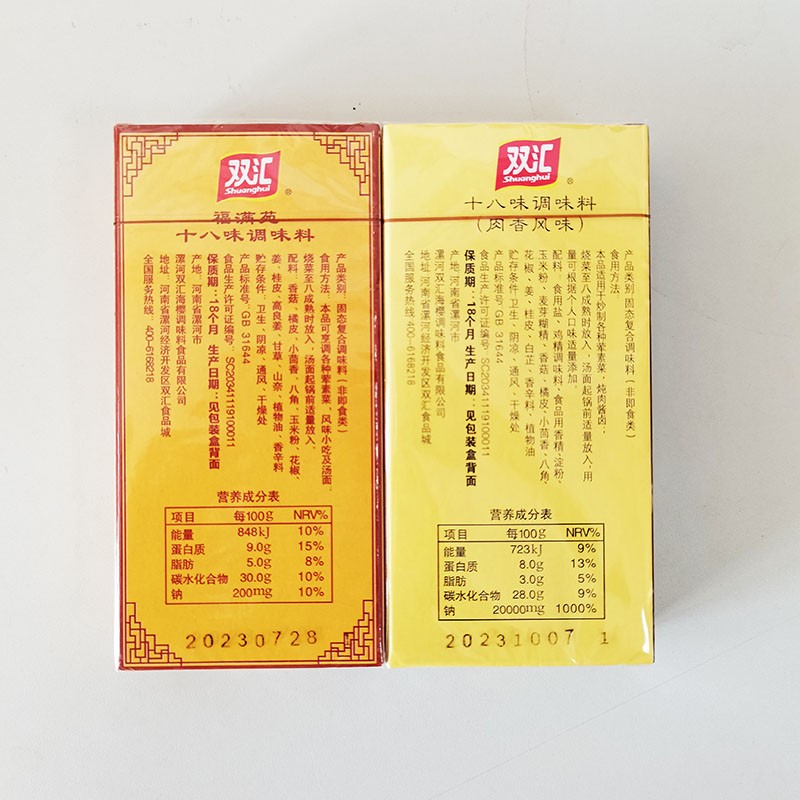 双汇
Shuanghui
®
福满苑
十八味调味料
产品类别：固态复合调味料（非即食类）
食用方法：本品可烹调各种荤素菜、风味小吃及汤面，
烧菜至八成熟时放入，汤面起锅前适量放入。
配料：香菇、橘皮、小茴香、八角、玉米粉、花椒、
姜、桂皮、高良姜、甘草、山奈、植物油、香辛料
贮存条件：卫生、阴凉、通风、干燥处
产品标准号：GB 31644
食品生产许可证编号：SC20341119100011
保质期：18个月 生产日期：见包装盒背面
产地：河南省漯河市
漯河双汇海樱调味料食品有限公司
地址：河南省漯河经济开发区双汇食品城
全国服务热线：400-6168218
营养成分表
项目 每100g NRV%
能量 848kJ 10%
蛋白质 9.0g 15%
脂肪 5.0g 8%
碳水化合物 30.0g 10%
钠 200mg 10%
20230728 1
双汇
Shuanghui
®
十八味调味料
（肉香风味）
产品类别：固态复合调味料（非即食类）
食用方法：
本品适用于炒制各种荤素菜、炖肉酱卤；
烧菜至八成熟时放入，汤面起锅前适量放入，用
量可根据个人口味适量添加。
配料：食用盐、鸡精调味料、食品用香精、淀粉、
玉米粉、麦芽糊精、香菇、橘皮、小茴香、八角、
花椒、姜、桂皮、白芷、香辛料、植物油
贮存条件：卫生、阴凉、通风、干燥处
产品标准号：GB 31644
食品生产许可证编号：SC20341119100011
保质期：18个月 生产日期：见包装盒背面
产地：河南省漯河市
漯河双汇海樱调味料食品有限公司
地址：河南省漯河经济开发区双汇食品城
全国服务热线：400-6168218
营养成分表
项目 每100g NRV%
能量 723kJ 9%
蛋白质 8.0g 13%
脂肪 3.0g 5%
碳水化合物 28.0g 9%
钠 20000mg 1000%
20231007 1